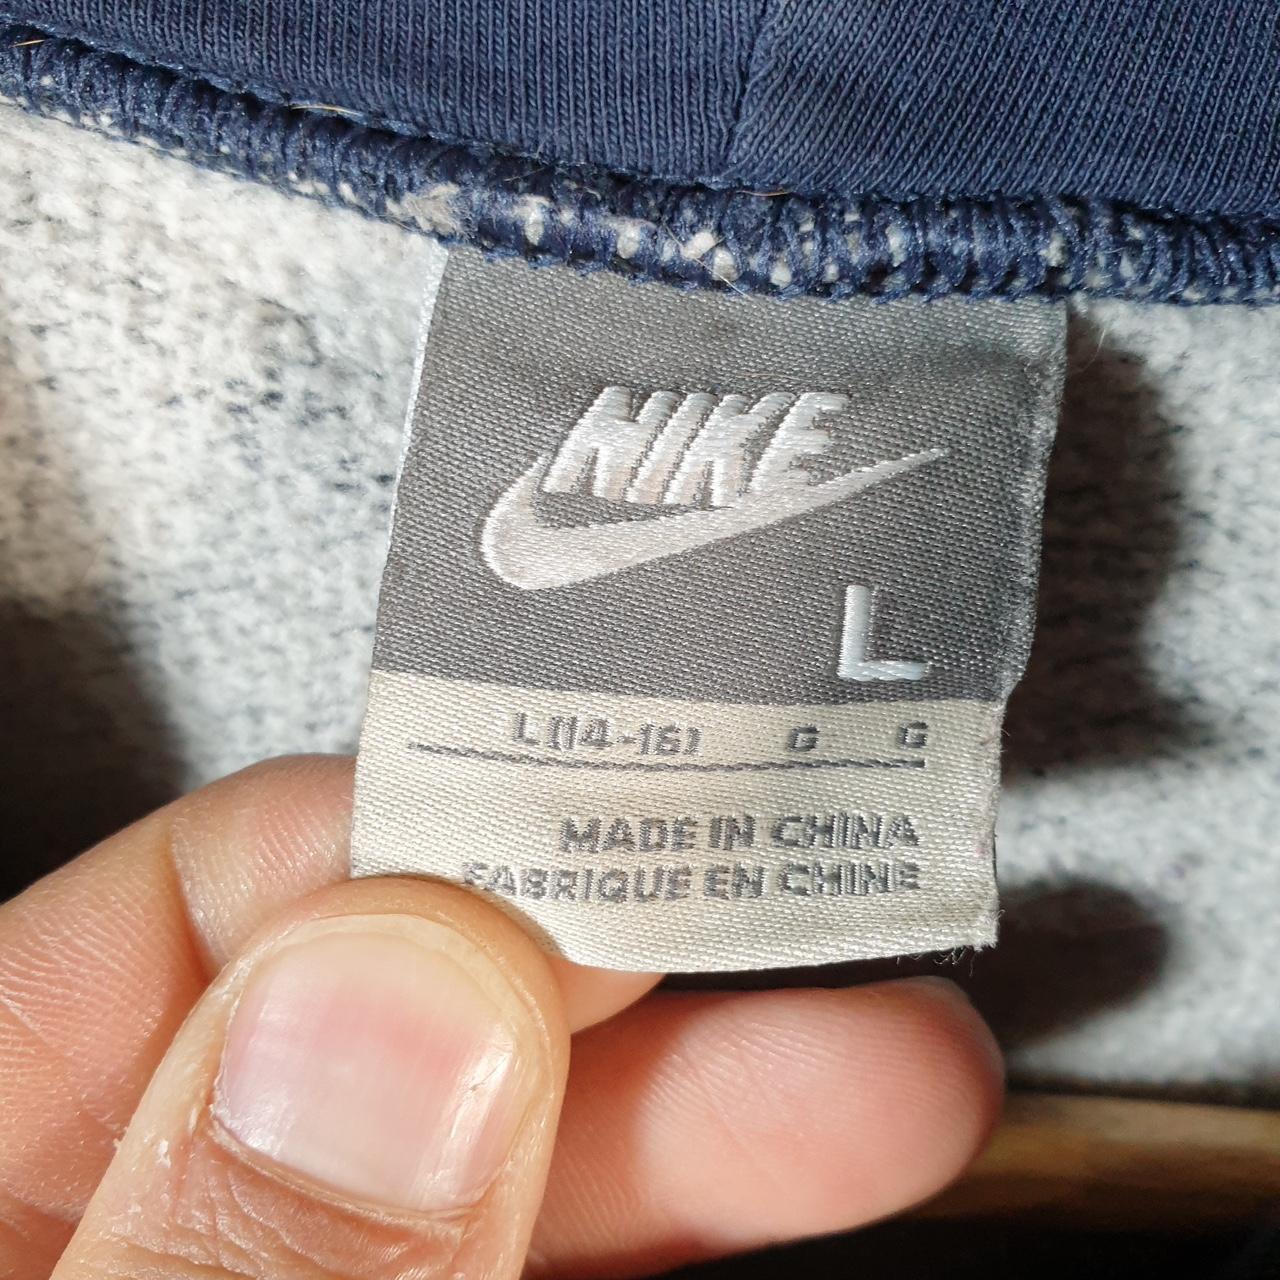 NIKE
L
L (14-16) G G
MADE IN CHINA
FABRIQUE EN CHINE